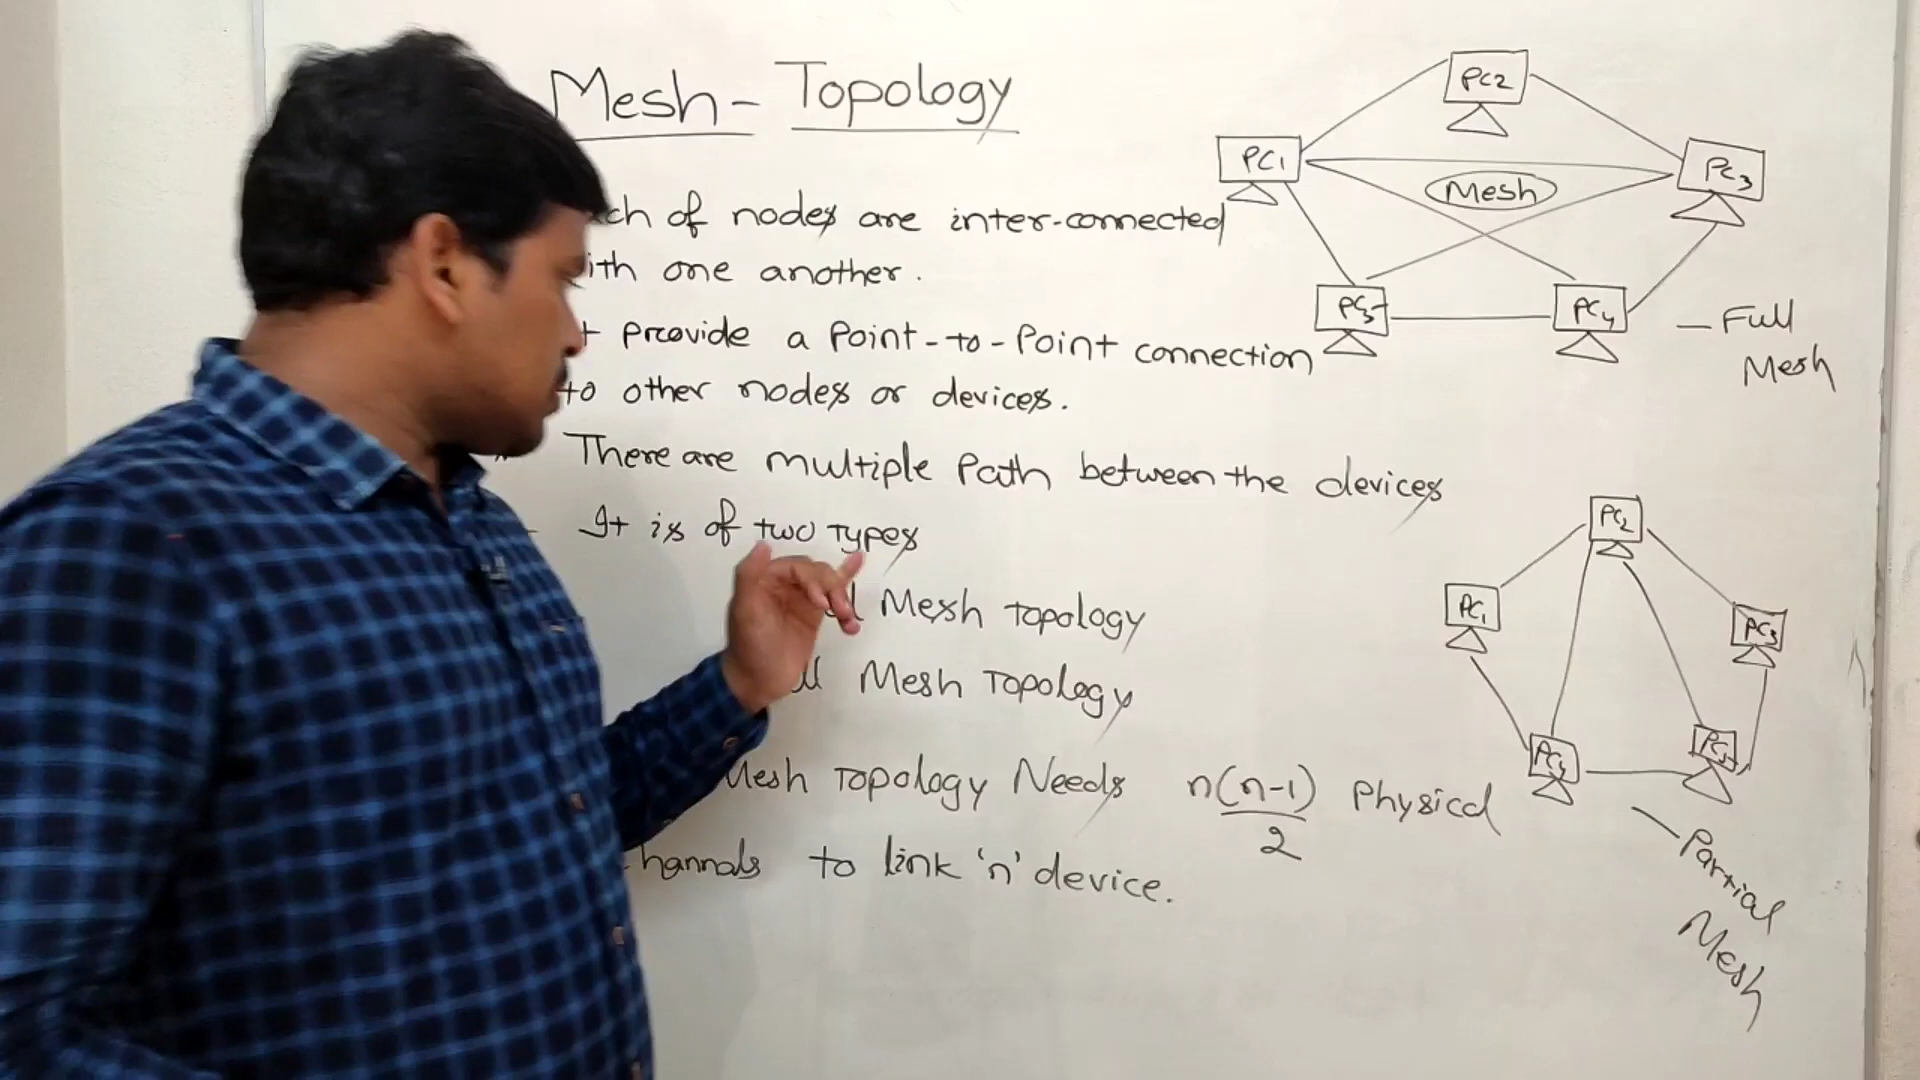 Mesh - Topology
of nodes are inter-connected
one another.
provide a Point-to-Point connection
to other nodes or devices.
There are multiple Path between the devices
It is of two types
Mesh Topology
Mesh Topology
Mesh Topology Needs n(n-1)/2 Physical
to link 'n' device.
PC2
PC1
PC3
Mesh
PC5
PC4
- Full
Mesh
PC2
PC1
PC3
PC4
PC5
- Partial
Mesh